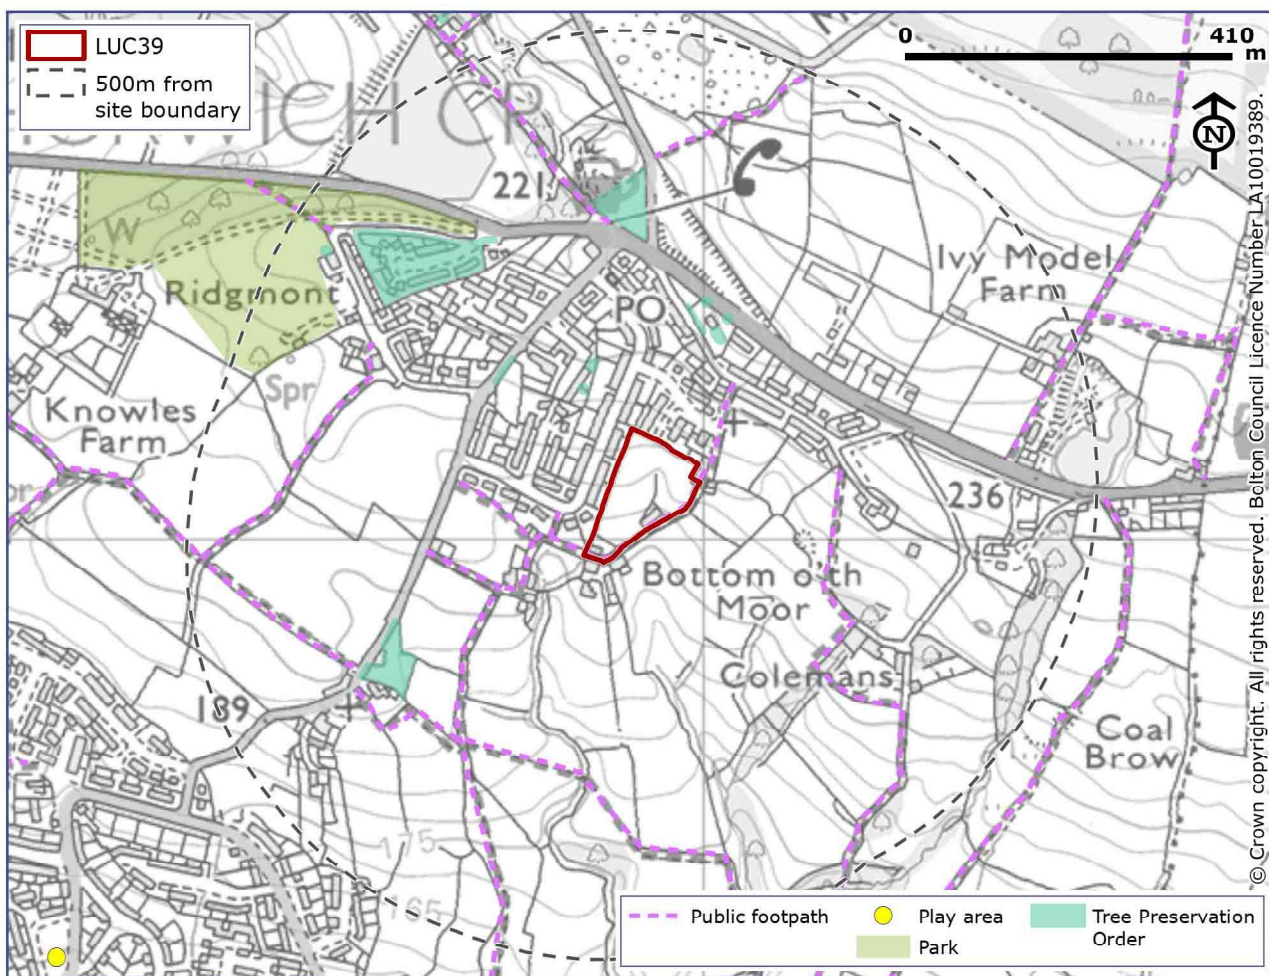 LUC39
500m from
site boundary
0 410
m
N
WICH CP
221
W
Ridgmont
PO
Ivy Model
Farm
Spr
Knowles
Farm
236
Bottom o'th
Moor
Colemans
189
Coal
Brow
175
165
© Crown copyright. All rights reserved. Bolton Council Licence Number LA100019389.
Public footpath
Play area
Park
Tree Preservation
Order